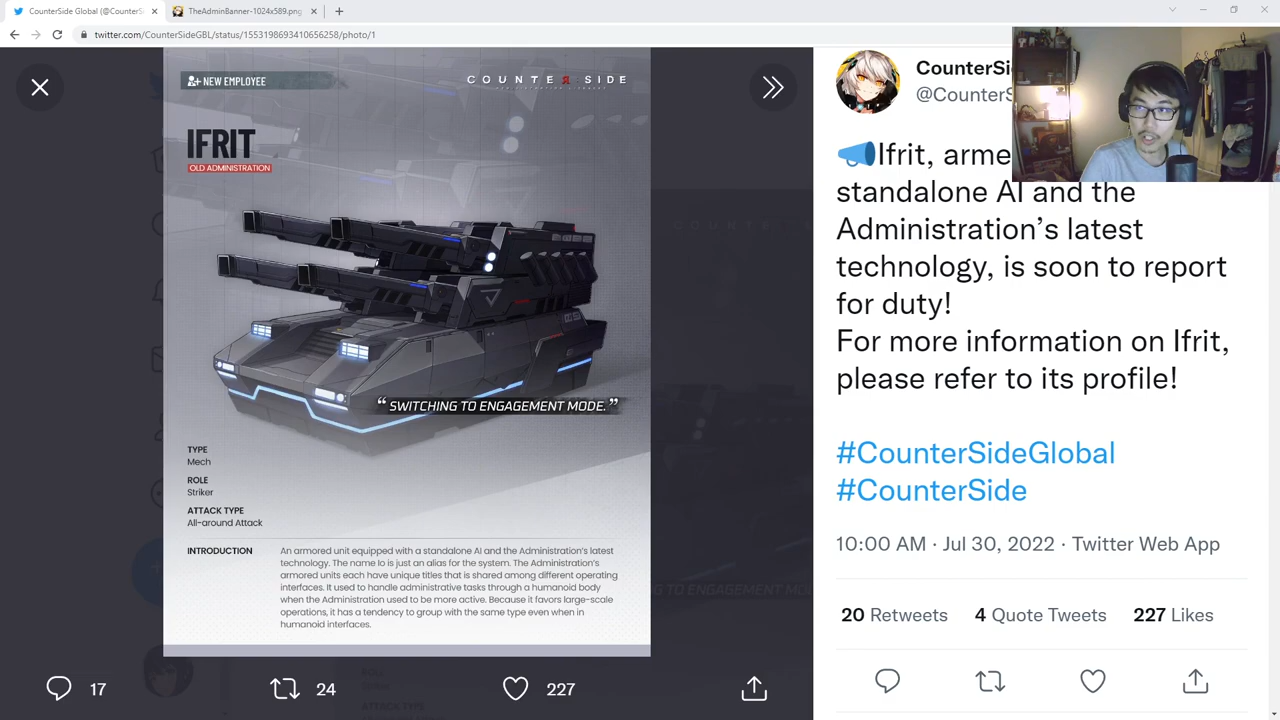 CounterSide Global (@CounterS
TheAdminBanner-1024x589.png
twitter.com/CounterSideGBL/status/1553198693410656258/photo/1
NEW EMPLOYEE
COUNTER SIDE
IFRIT
OLD ADMINISTRATION
“ SWITCHING TO ENGAGEMENT MODE. ”
TYPE
Mech
ROLE
Striker
ATTACK TYPE
All-around Attack
INTRODUCTION
An armored unit equipped with a standalone AI and the Administration's latest
technology. The name Io is just an alias for the system. The Administration's
armored units each have unique titles that is shared among different operating
interfaces. It used to handle administrative tasks through a humanoid body
when the Administration used to be more active. Because it favors large-scale
operations, it has a tendency to group with the same type even when in
humanoid interfaces.
17
24
227
CounterSi
@CounterS
Ifrit, arme
standalone AI and the
Administration’s latest
technology, is soon to report
for duty!
For more information on Ifrit,
please refer to its profile!
#CounterSideGlobal
#CounterSide
10:00 AM · Jul 30, 2022 · Twitter Web App
20 Retweets 4 Quote Tweets 227 Likes